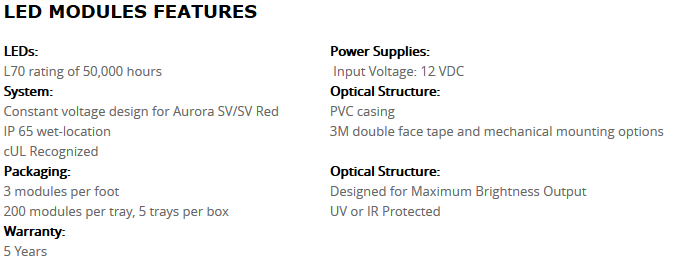 LED MODULES FEATURES
LEDs:
L70 rating of 50,000 hours
System:
Constant voltage design for Aurora SV/SV Red
IP 65 wet-location
cUL Recognized
Packaging:
3 modules per foot
200 modules per tray, 5 trays per box
Warranty:
5 Years
Power Supplies:
Input Voltage: 12 VDC
Optical Structure:
PVC casing
3M double face tape and mechanical mounting options
Optical Structure:
Designed for Maximum Brightness Output
UV or IR Protected